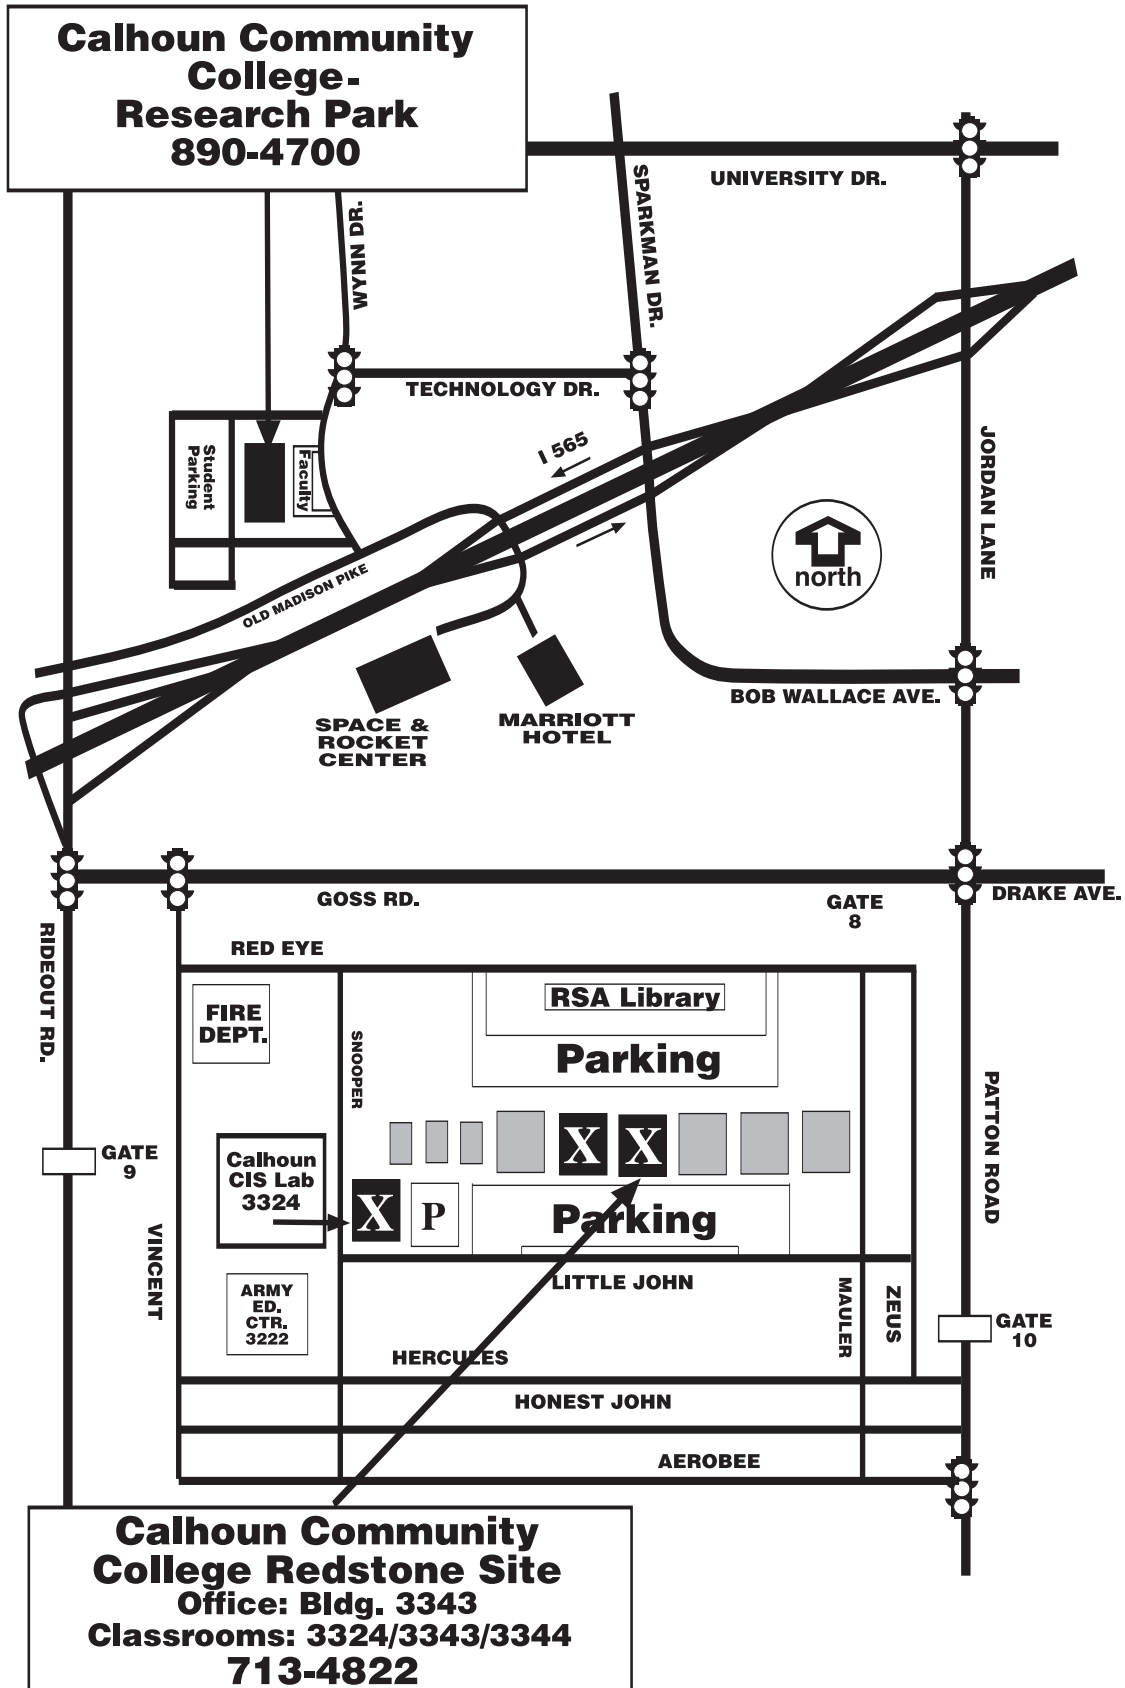 Calhoun Community
College-
Research Park
890-4700
UNIVERSITY DR.
SPARKMAN DR.
WYNN DR.
TECHNOLOGY DR.
I 565
Student
Parking
Faculty
JORDAN LANE
north
OLD MADISON PIKE
BOB WALLACE AVE.
SPACE &
ROCKET
CENTER
MARRIOTT
HOTEL
GOSS RD.
GATE
8
DRAKE AVE.
RIDEOUT RD.
RED EYE
FIRE
DEPT.
SNOOPER
RSA Library
Parking
PATTON ROAD
GATE
9
Calhoun
CIS Lab
3324
X X
X
P
Parking
VINCENT
ARMY
ED.
CTR.
3222
LITTLE JOHN
MAULER
ZEUS
GATE
10
HERCULES
HONEST JOHN
AEROBEE
Calhoun Community
College Redstone Site
Office: Bldg. 3343
Classrooms: 3324/3343/3344
713-4822